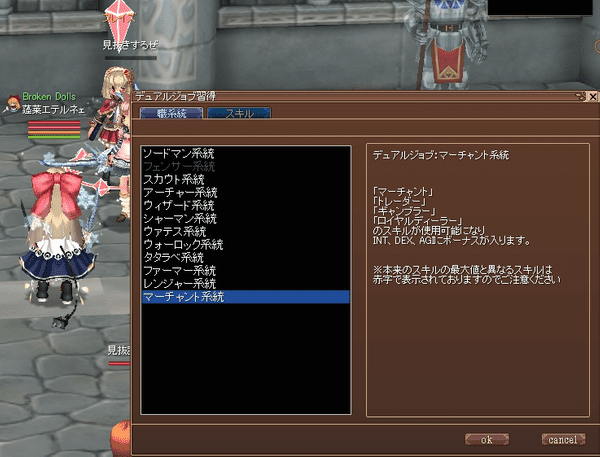 見抜きするぜ
Broken Dolls
蓬莱エテルネェ
デュアルジョブ習得
職系統
スキル
ソードマン系統
フェンサー系統
スカウト系統
アーチャー系統
ウィザード系統
シャーマン系統
ウァテス系統
ウォーロック系統
タタラベ系統
ファーマー系統
レンジャー系統
マーチャント系統
デュアルジョブ:マーチャント系統
「マーチャント」
「トレーダー」
「ギャンブラー」
「ロイヤルディーラー」
のスキルが使用可能になり
INT、DEX、AGIにボーナスが入ります。
※本来のスキルの最大値と異なるスキルは
赤字で表示されておりますのでご注意ください
見抜
ok
cancel